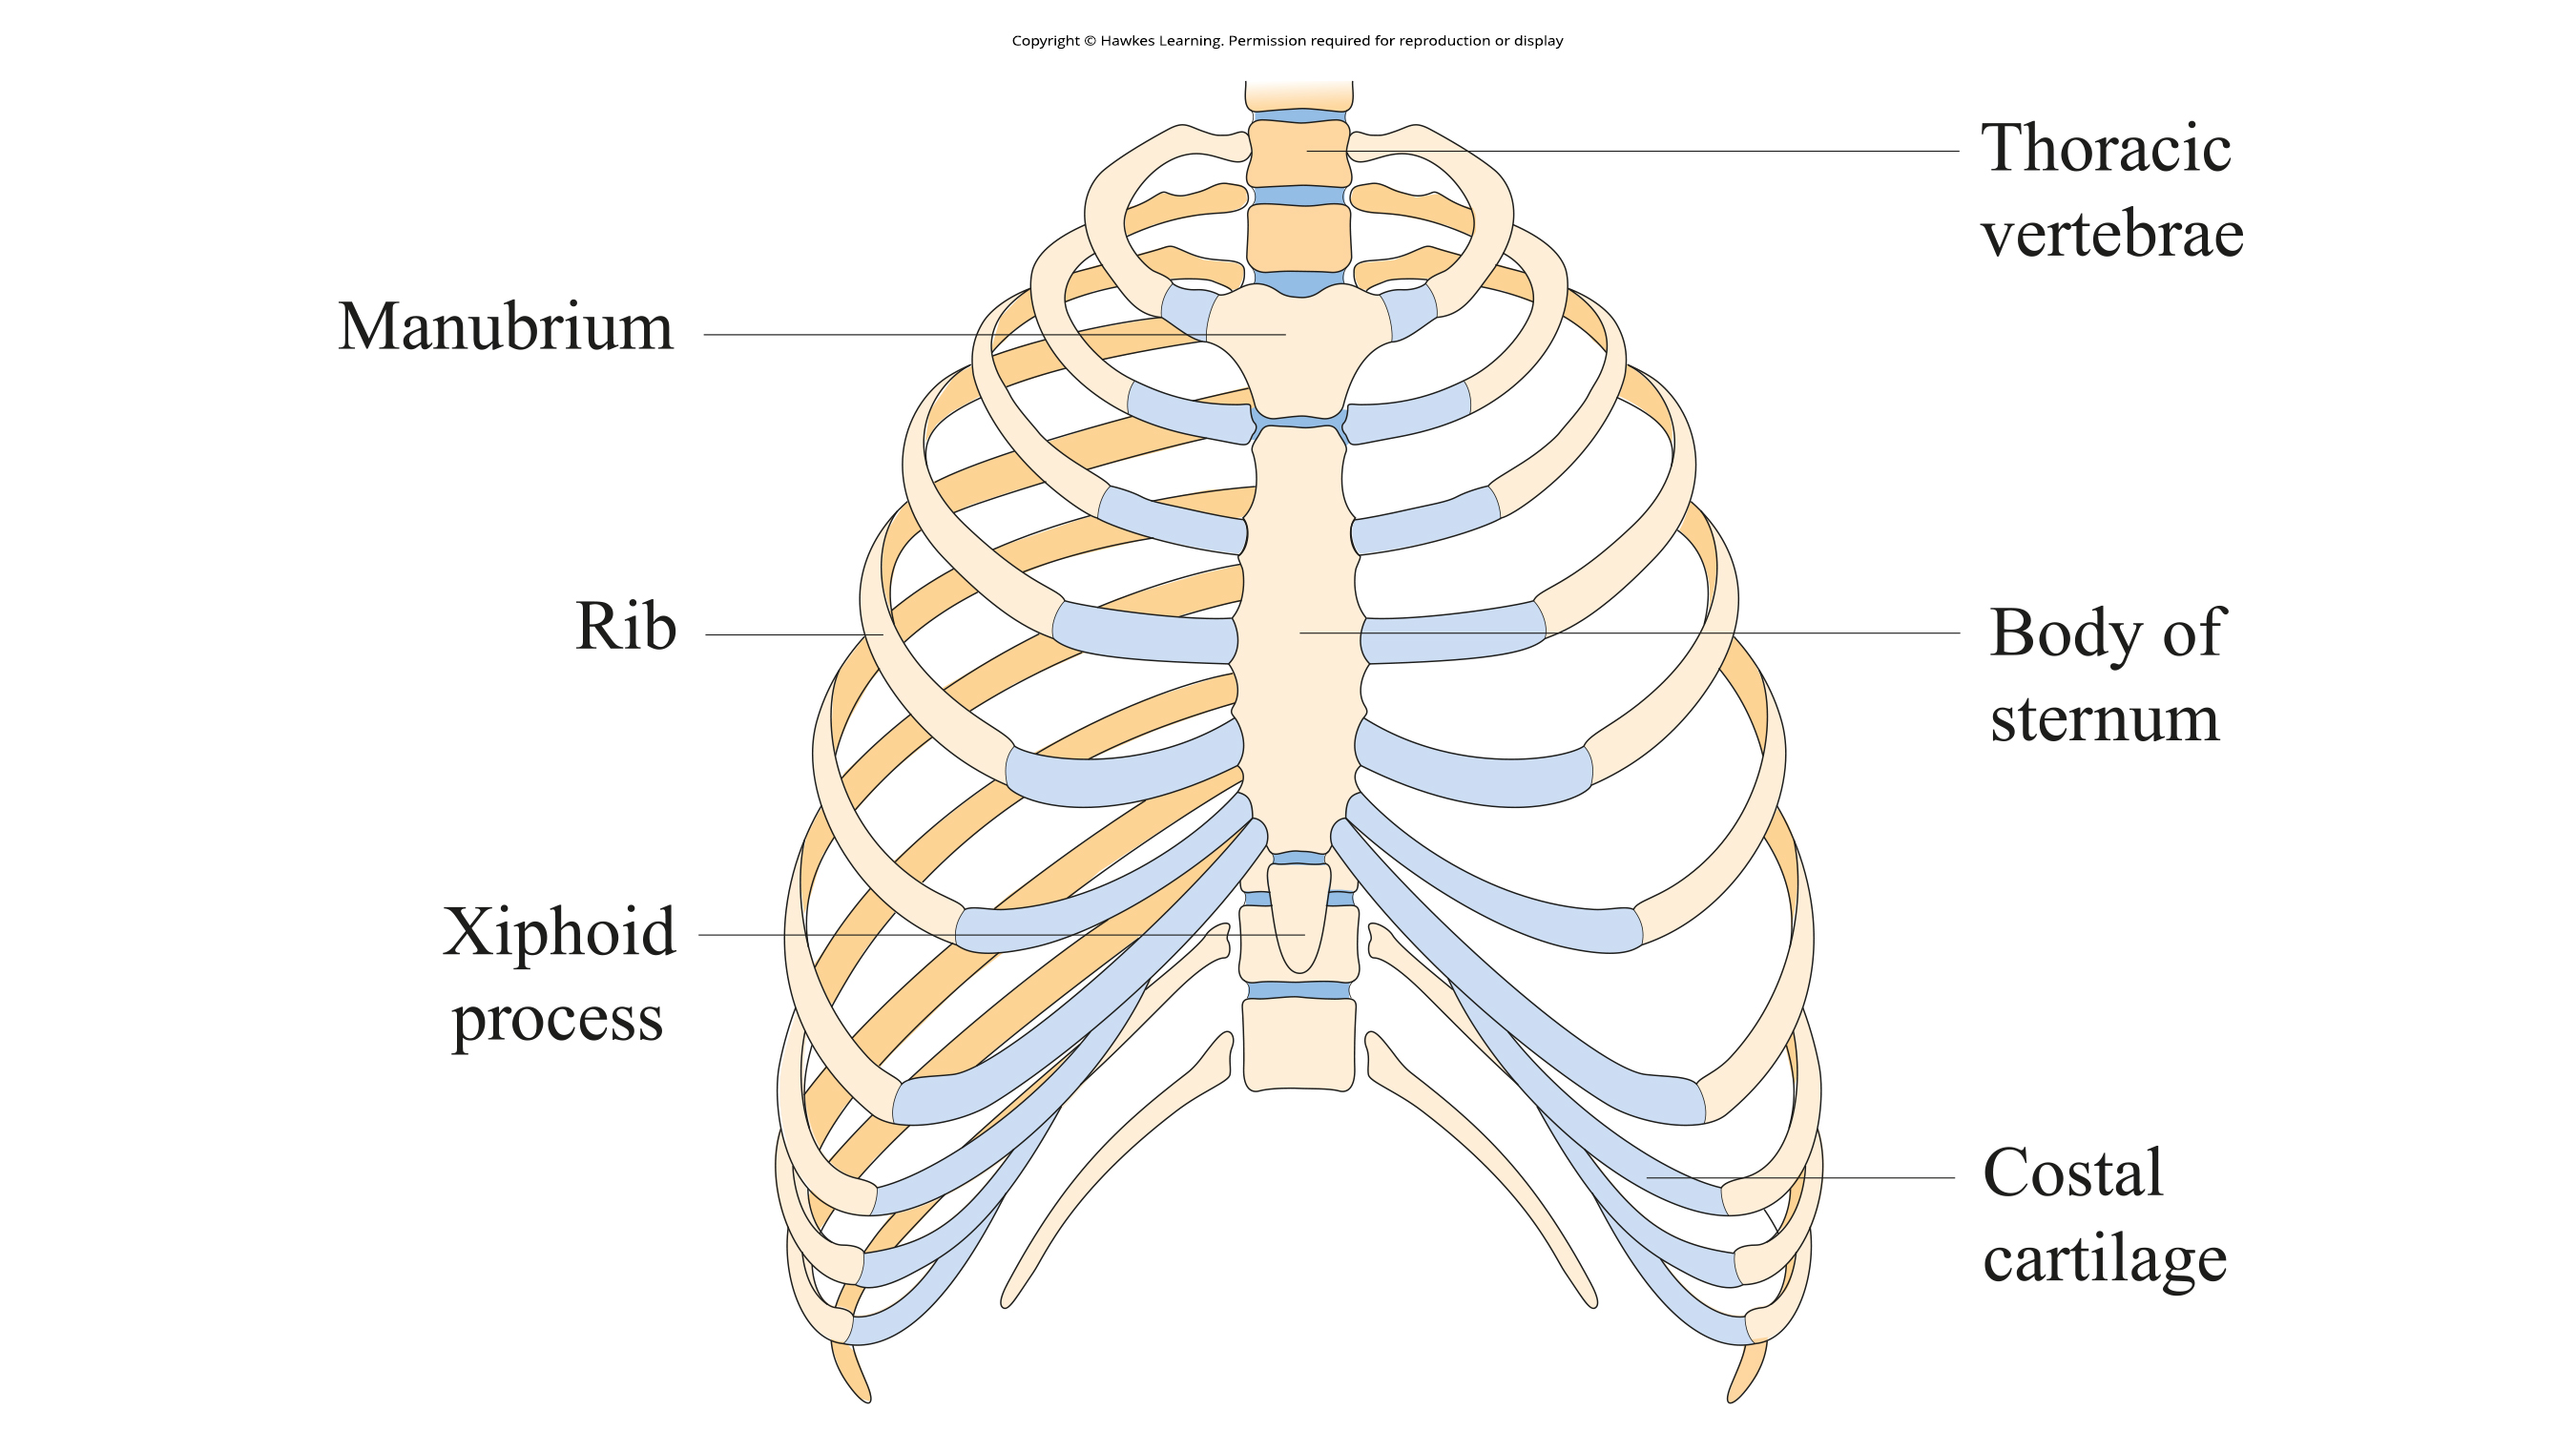 Copyright © Hawkes Learning. Permission required for reproduction or display
Thoracic
vertebrae
Manubrium
Rib
Body of
sternum
Xiphoid
process
Costal
cartilage